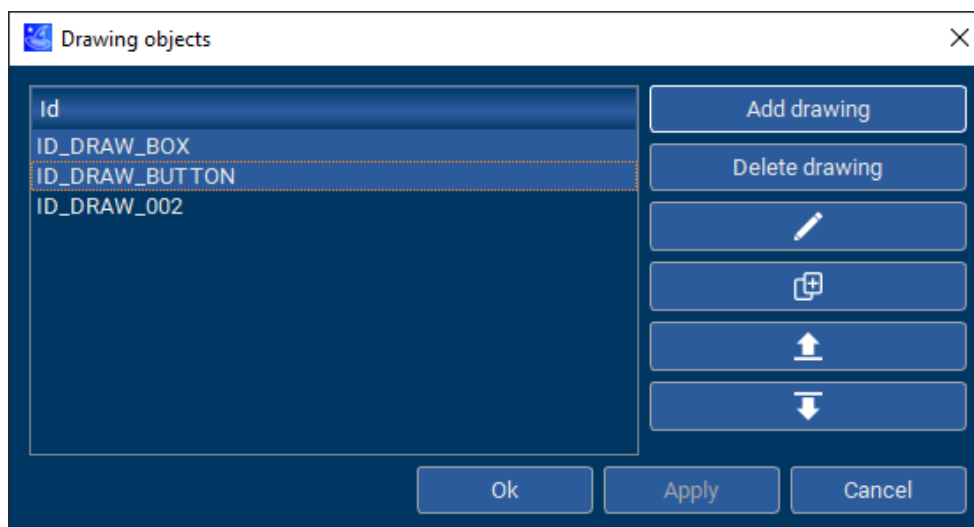 Drawing objects
Id
ID_DRAW_BOX
ID_DRAW_BUTTON
ID_DRAW_002
Add drawing
Delete drawing
Ok
Apply
Cancel